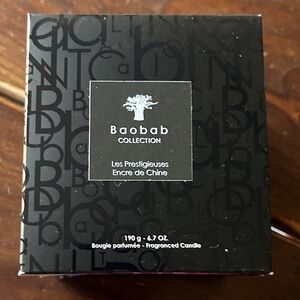 Baobab
COLLECTION
Les Prestigieuses
Encre de Chine
190 g - 6.7 OZ.
Bougie parfumée - Fragranced Candle